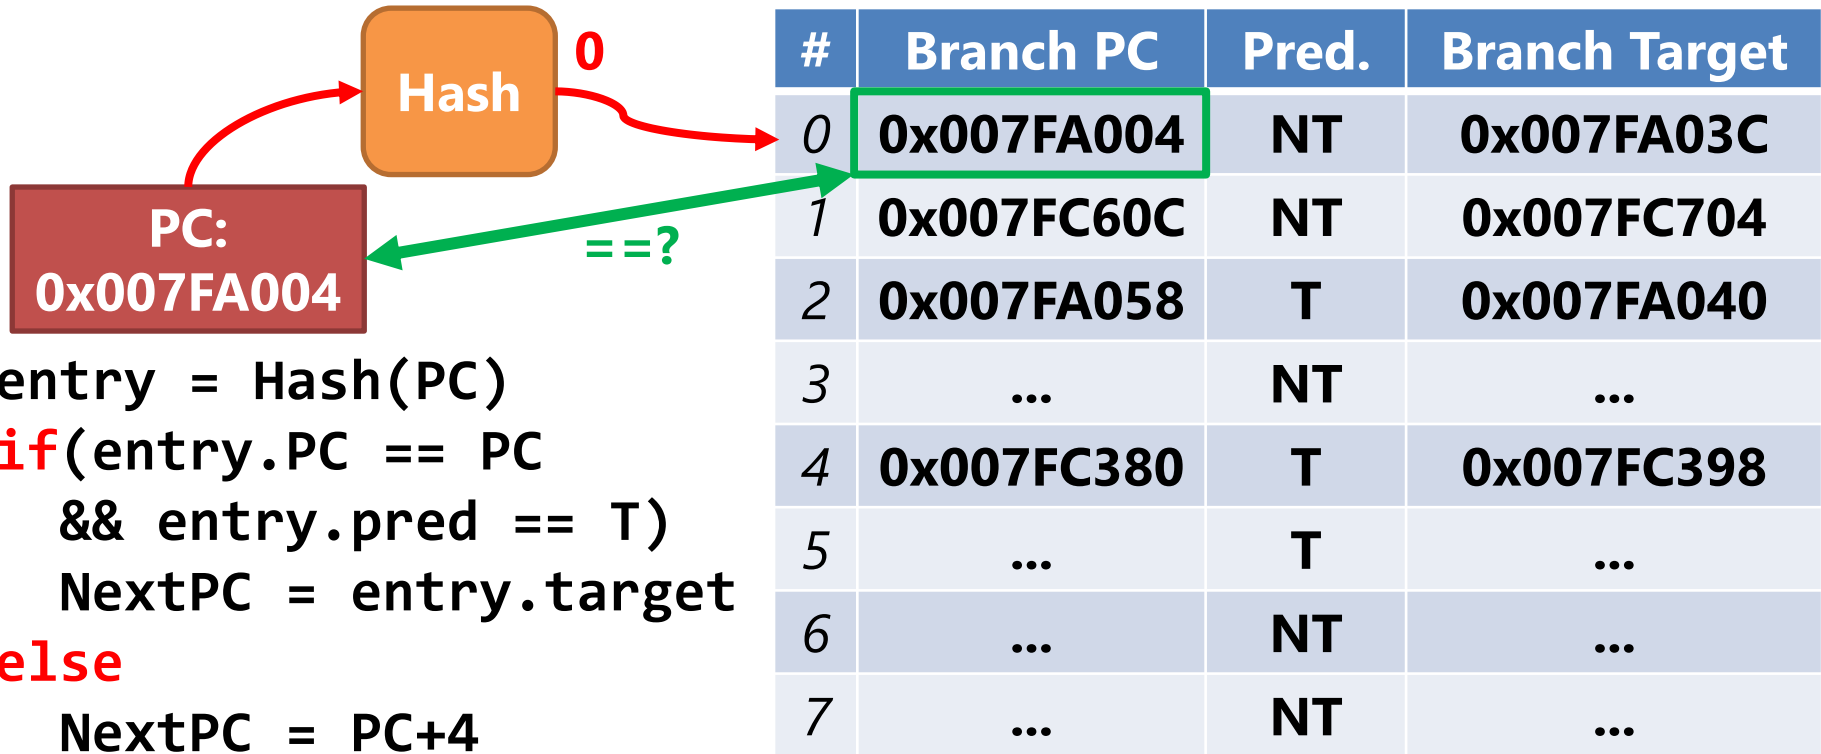 Hash
0
PC:
0x007FA004
==?
entry = Hash(PC)
if(entry.PC == PC
&& entry.pred == T)
NextPC = entry.target
else
NextPC = PC+4
# Branch PC Pred. Branch Target
0 0x007FA004 NT 0x007FA03C
1 0x007FC60C NT 0x007FC704
2 0x007FA058 T 0x007FA040
3 ... NT ...
4 0x007FC380 T 0x007FC398
5 ... T ...
6 ... NT ...
7 ... NT ...